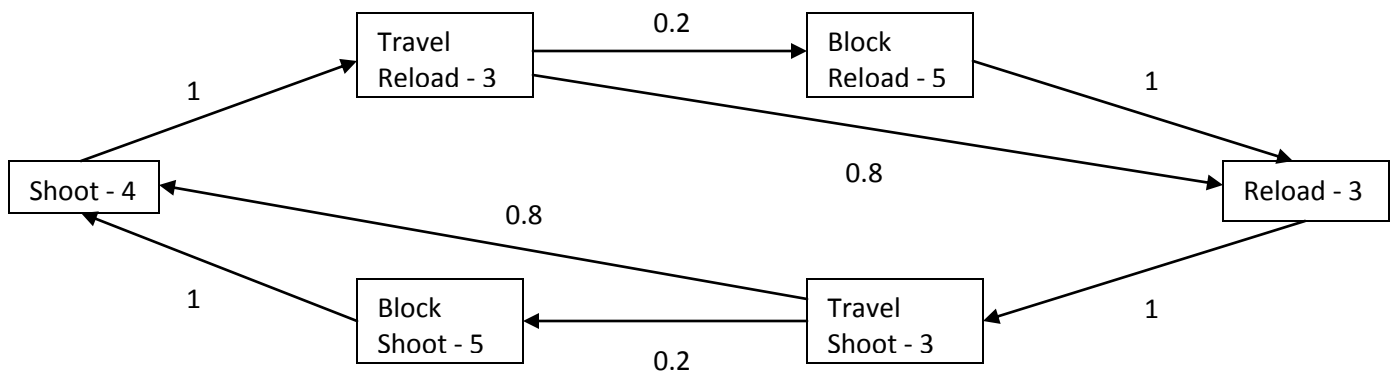 0.2
Travel
Reload - 3
Block
Reload - 5
1
1
0.8
Shoot - 4
Reload - 3
0.8
1
Block
Shoot - 5
Travel
Shoot - 3
1
0.2